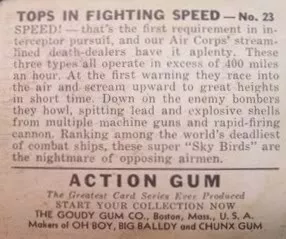 TOPS IN FIGHTING SPEED — No. 23
SPEED! — that's the first requirement in in-
terceptor pursuit, and our Air Corps' stream-
lined death-dealers have it aplenty. These
three types all operate in excess of 400 miles
an hour. At the first warning they race into
the air and scream upward to great heights
in short time. Down on the enemy bombers
they howl, spitting lead and explosive shells
from multiple machine guns and rapid-firing
cannon. Ranking among the world's deadliest
of combat ships, these super "Sky Birds" are
the nightmare of opposing airmen.
ACTION GUM
The Greatest Card Series Ever Produced
START YOUR COLLECTION NOW
THE GOUDY GUM CO., Boston, Mass., U. S. A.
Makers of OH BOY, BIG BALLDY and CHUNX GUM